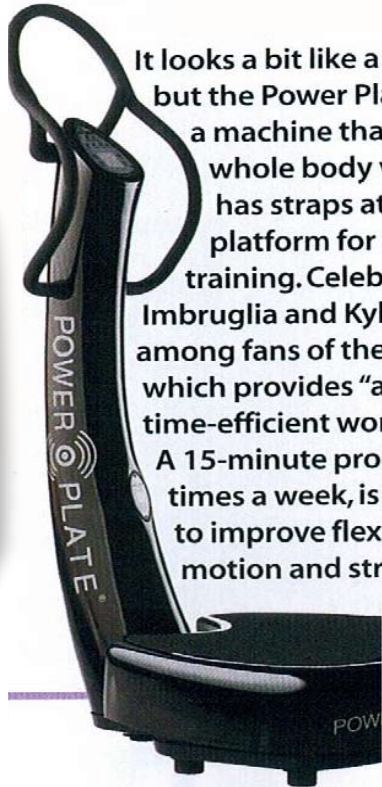 It looks a bit like a
but the Power Pla
a machine tha
whole body v
has straps at
platform for
training. Celeb
Imbruglia and Kyl
among fans of the
which provides “a
time-efficient wor
A 15-minute pro
times a week, is
to improve flex
motion and str
POWER PLATE®
POW